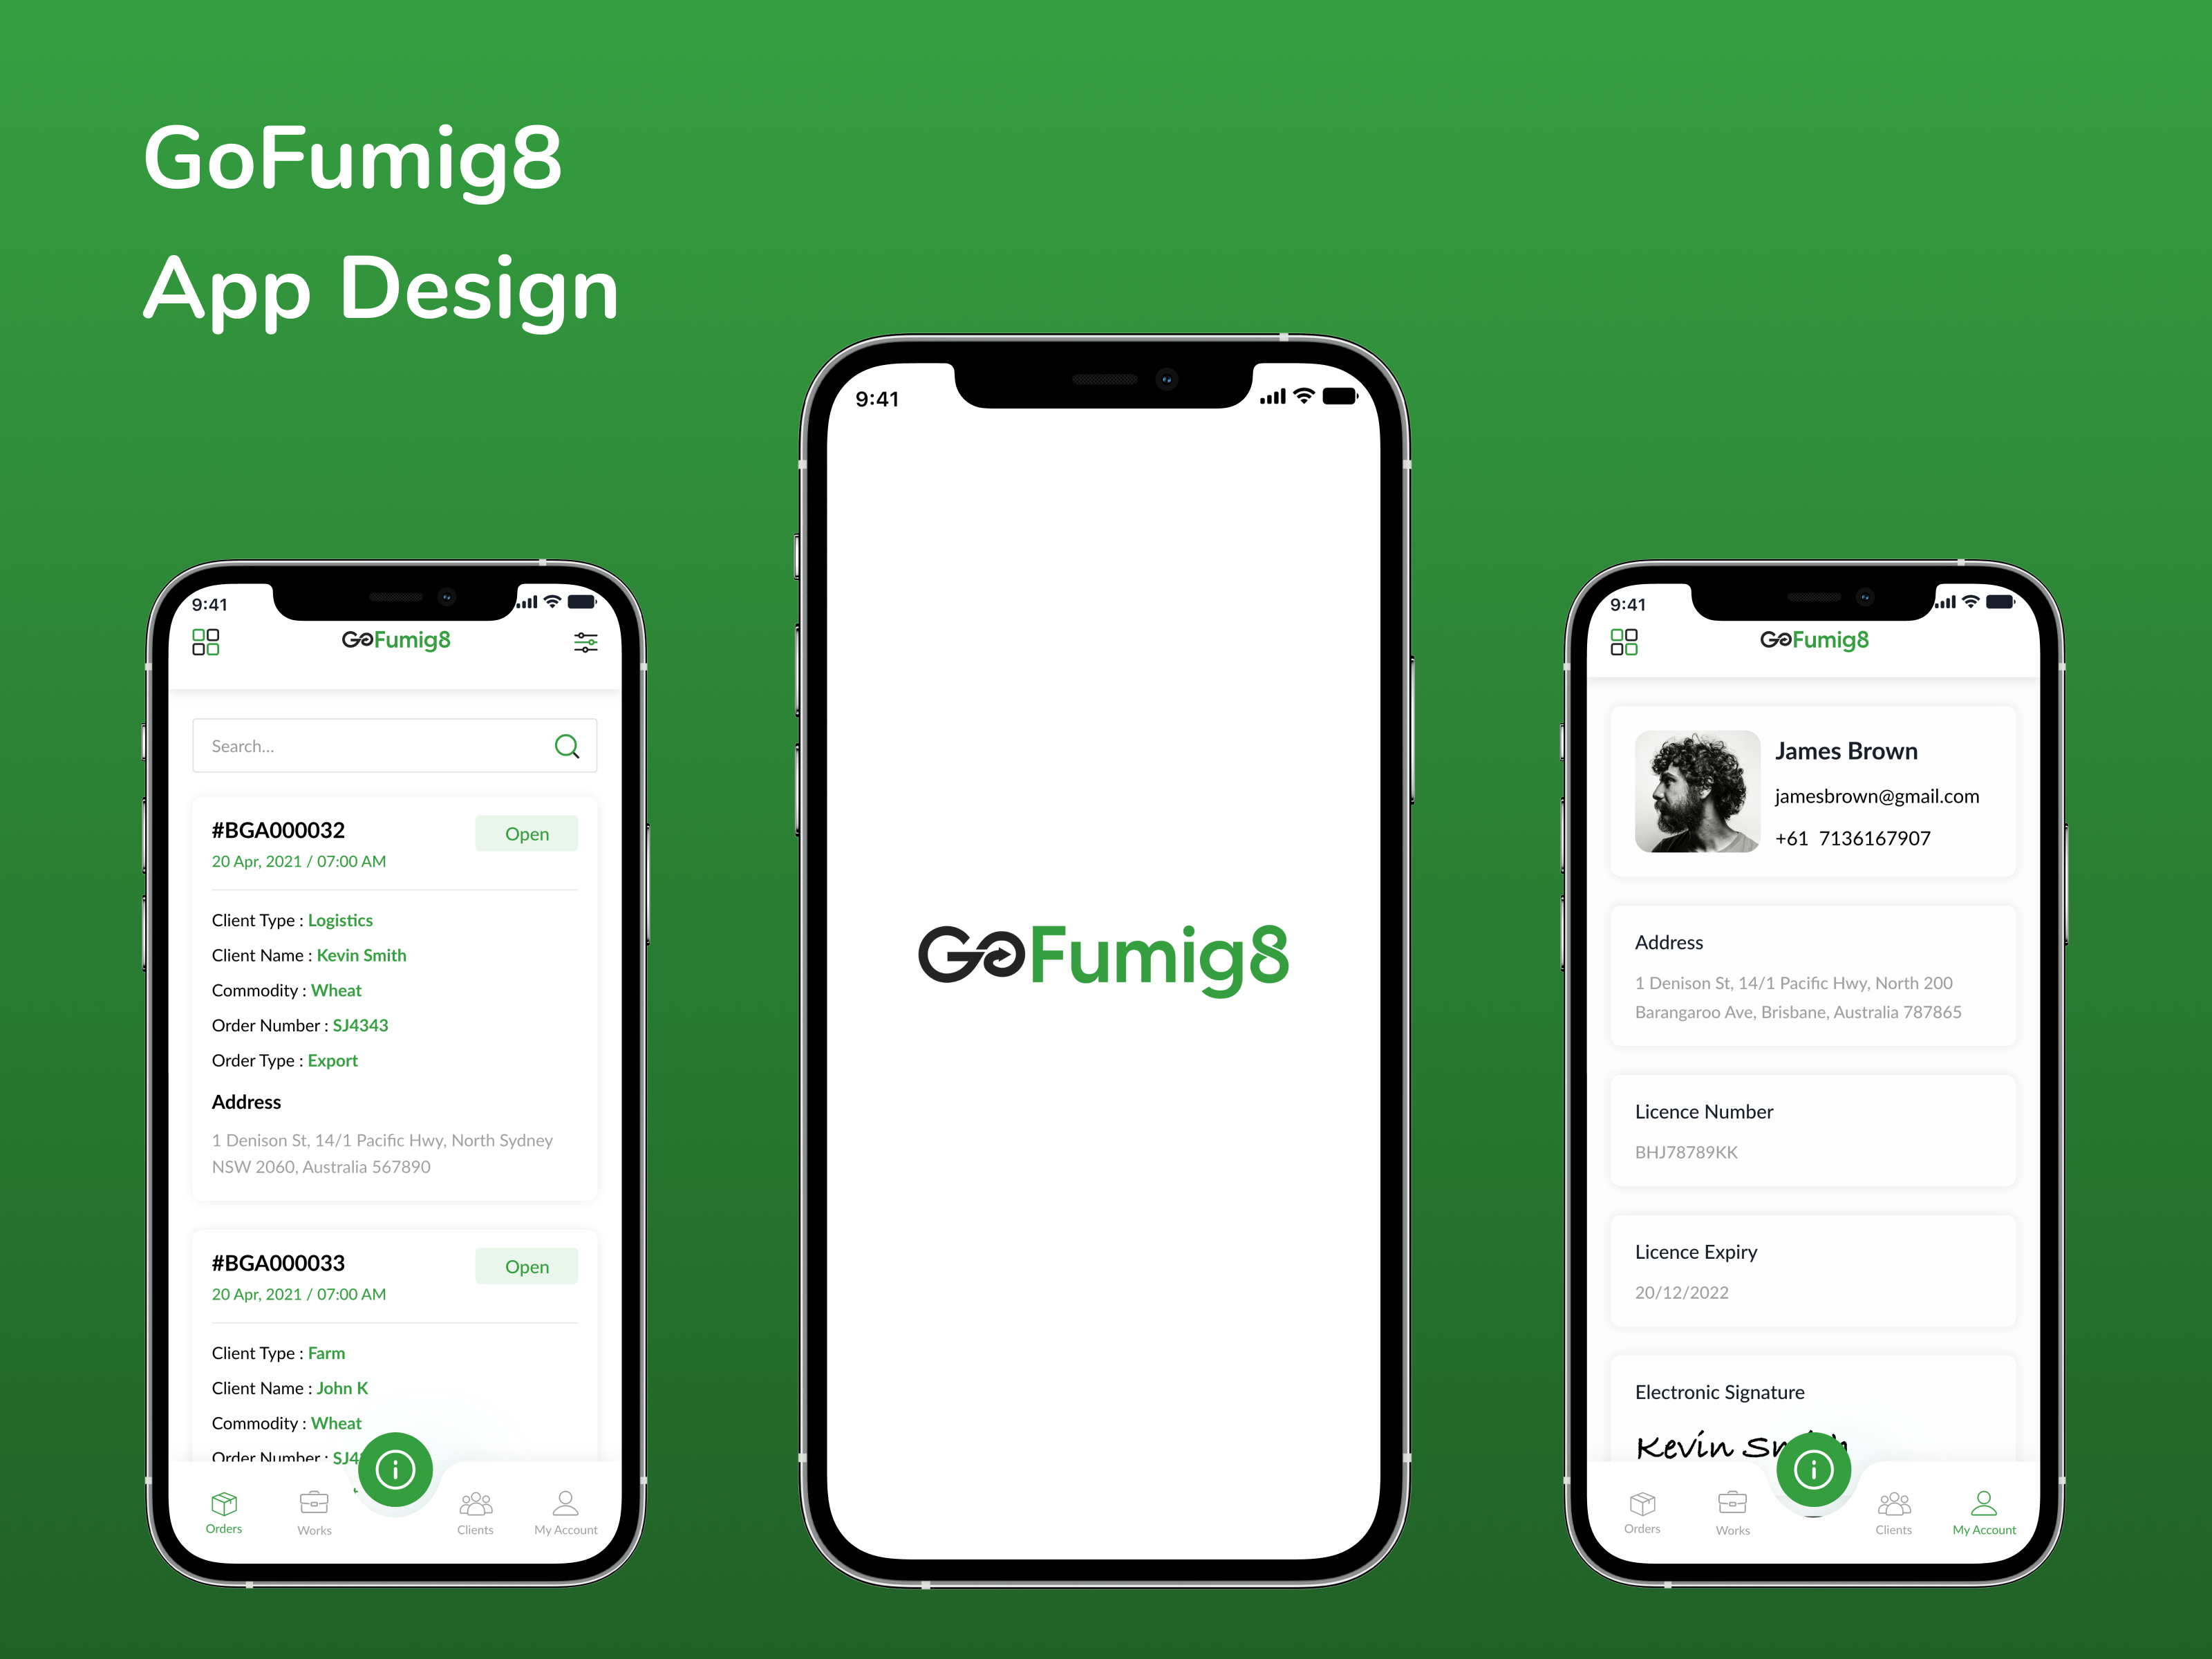 GoFumig8
App Design
9:41
GoFumig8
Search...
#BGA000032
Open
20 Apr, 2021 / 07:00 AM
Client Type : Logistics
Client Name : Kevin Smith
Commodity : Wheat
Order Number : SJ4343
Order Type : Export
Address
1 Denison St, 14/1 Pacific Hwy, North Sydney
NSW 2060, Australia 567890
#BGA000033
Open
20 Apr, 2021 / 07:00 AM
Client Type : Farm
Client Name : John K
Commodity : Wheat
Order Number :
Orders
Works
Clients
My Account
9:41
GoFumig8
9:41
GoFumig8
James Brown
jamesbrown@gmail.com
+61 7136167907
Address
1 Denison St, 14/1 Pacific Hwy, North 200
Barangaroo Ave, Brisbane, Australia 787865
Licence Number
BHJ78789KK
Licence Expiry
20/12/2022
Electronic Signature
Kevin
Orders
Works
Clients
My Account